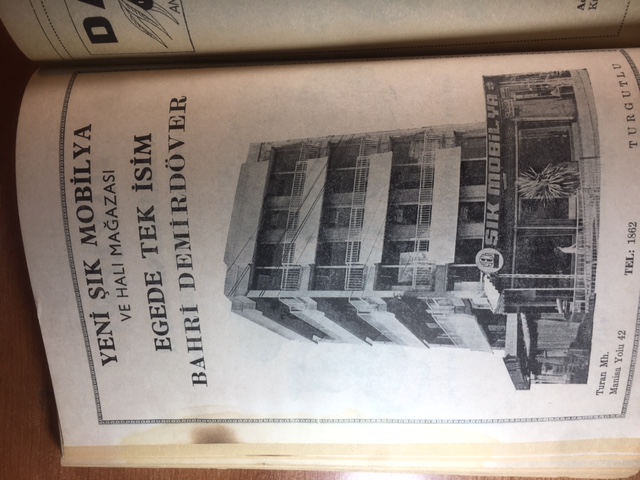 YENİ ŞIK MOBİLYA
VE HALI MAĞAZASI
EGEDE TEK İSİM
BAHRİ DEMİRDÖVER
ŞIK MOBİLYA
Turan Mh.
Manisa Yolu 42
TEL: 1862
TURGUTLU